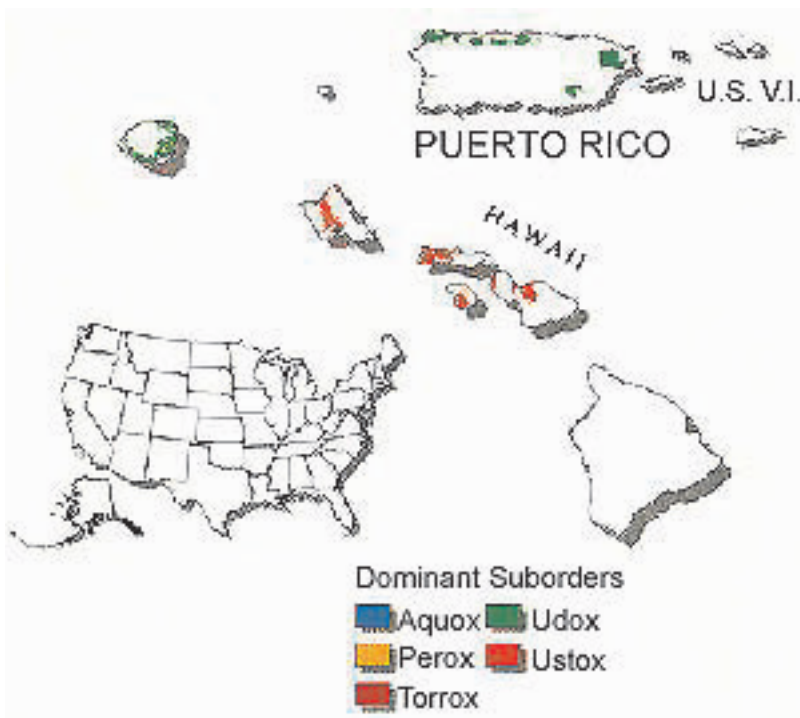 U.S. V.I.
PUERTO RICO
HAWAII
Dominant Suborders
Aquox Udox
Perox Ustox
Torrox